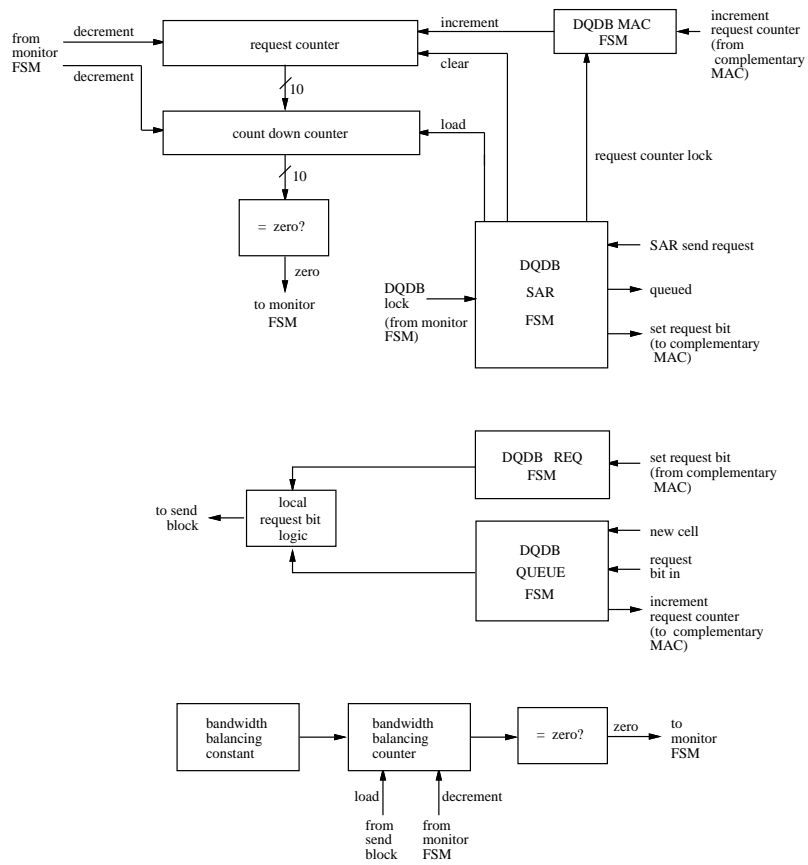 from
monitor
FSM
decrement
decrement
request counter
increment
clear
DQDB MAC
FSM
increment
request counter
(from
complementary
MAC)
10
count down counter
load
request counter lock
10
= zero?
zero
to monitor
FSM
DQDB
lock
(from monitor
FSM)
DQDB
SAR
FSM
SAR send request
queued
set request bit
(to complementary
MAC)
DQDB REQ
FSM
set request bit
(from complementary
MAC)
to send
block
local
request bit
logic
DQDB
QUEUE
FSM
new cell
request
bit in
increment
request counter
(to complementary
MAC)
bandwidth
balancing
constant
bandwidth
balancing
counter
= zero?
zero
to
monitor
FSM
load
decrement
from
send
block
from
monitor
FSM